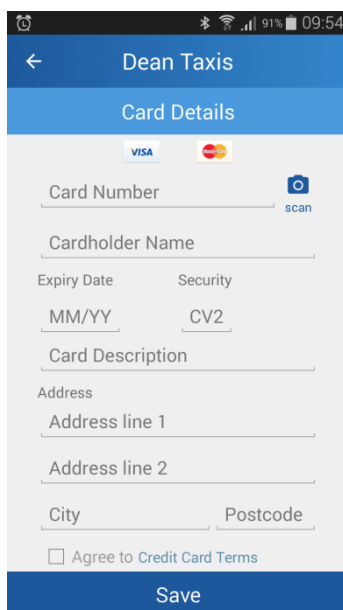 91% 09:54
Dean Taxis
Card Details
VISA MasterCard
Card Number
scan
Cardholder Name
Expiry Date Security
MM/YY CV2
Card Description
Address
Address line 1
Address line 2
City Postcode
Agree to Credit Card Terms
Save